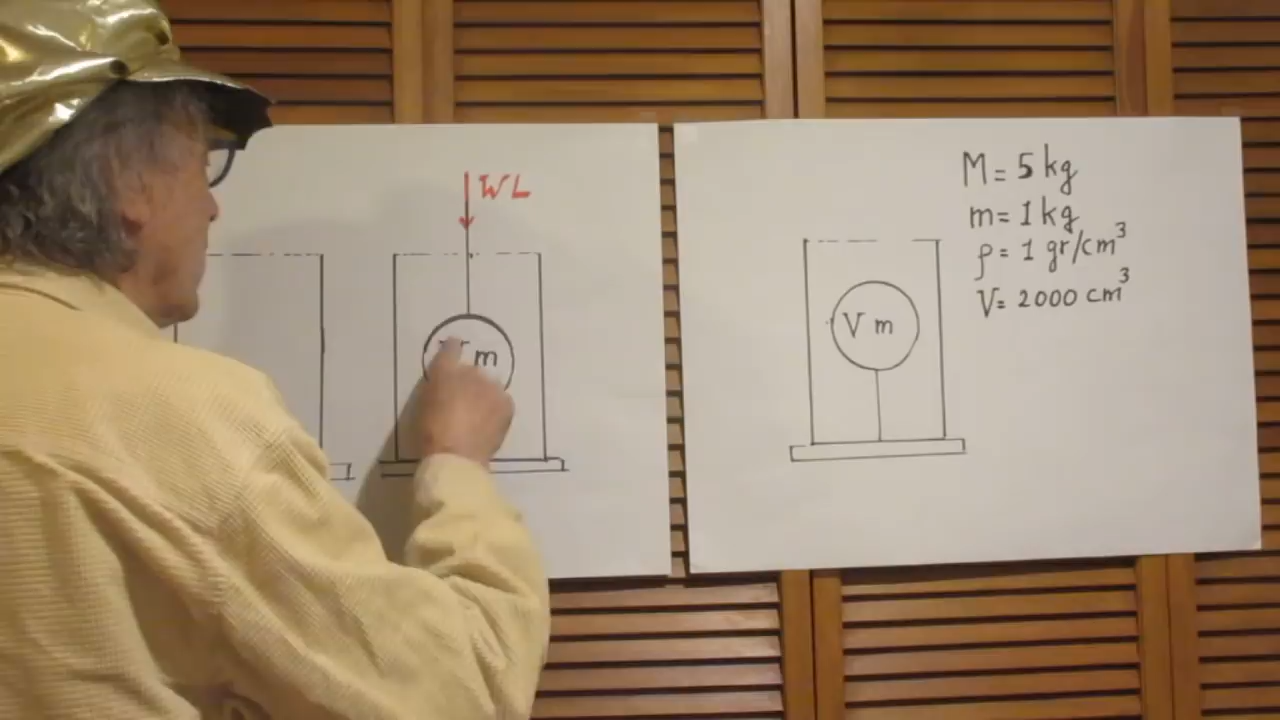 WL
m
V m
M = 5 kg
m = 1 kg
ρ = 1 gr/cm³
V = 2000 cm³